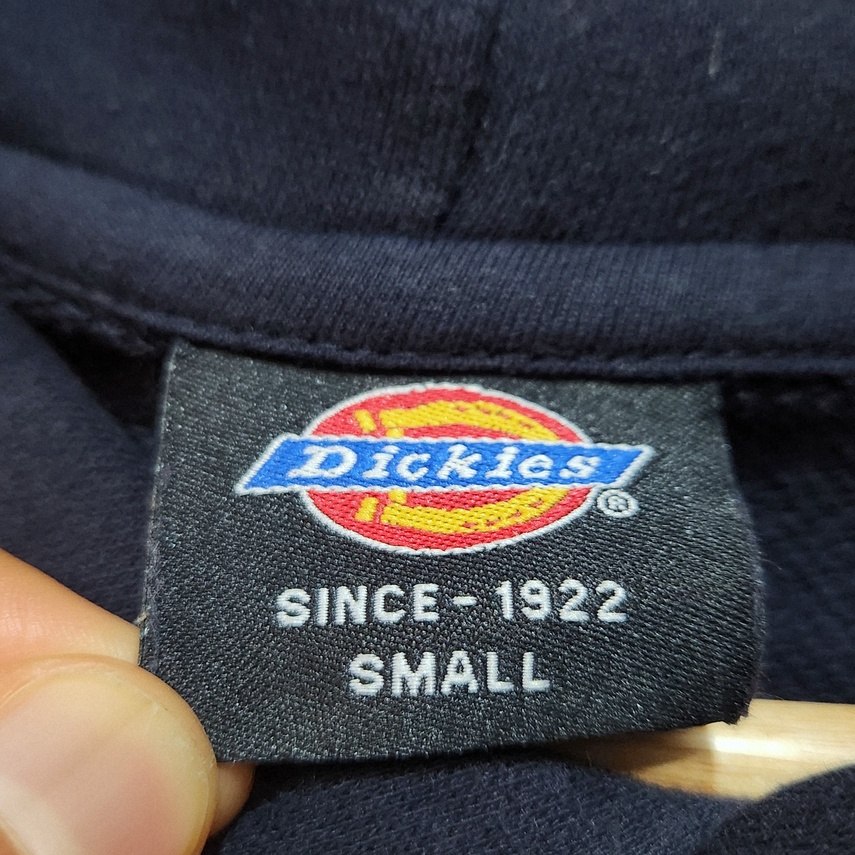 Dickies
®
SINCE - 1922
SMALL